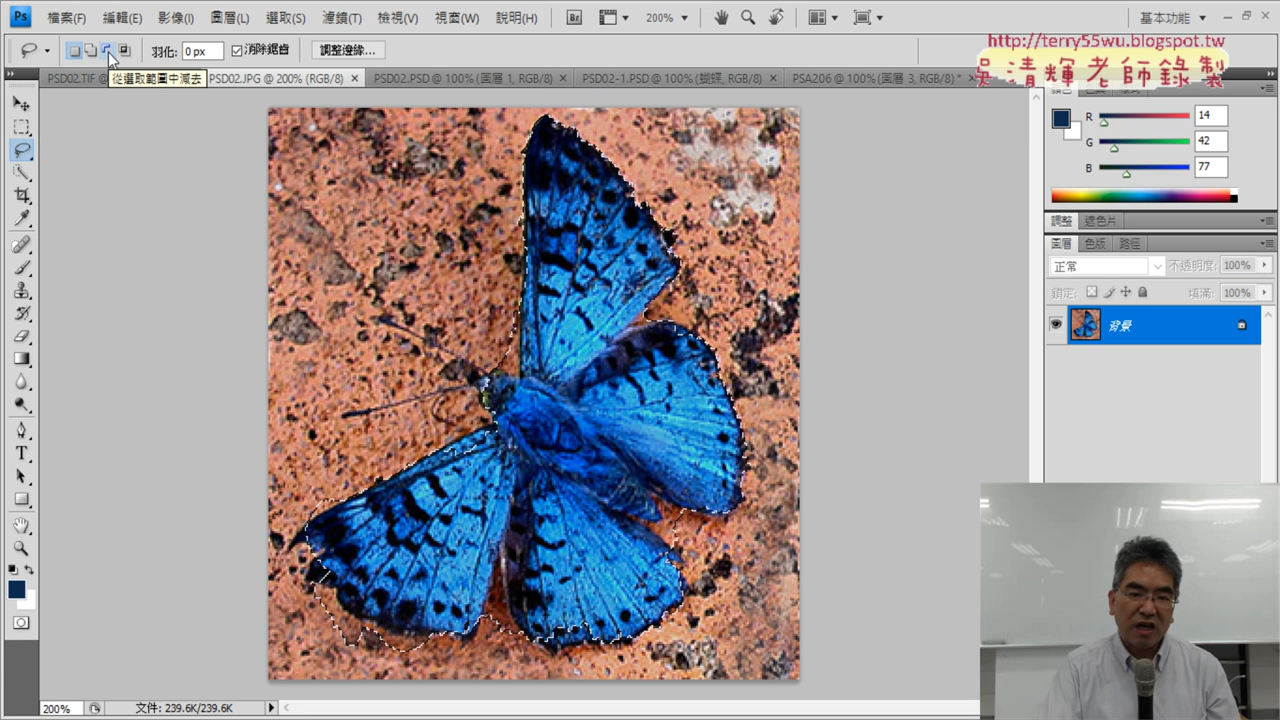 Ps 檔案(F) 編輯(E) 影像(I) 圖層(L) 選取(S) 濾鏡(T) 檢視(V) 視窗(W) 說明(H) Br 200% 基本功能
http://terry55wu.blogspot.tw
吳清輝老師錄製
羽化: 0 px 消除鋸齒 調整邊緣...
PSD02.TIF @ PSD02.JPG @ 200% (RGB/8) PSD02.PSD @ 100% (圖層 1, RGB/8) PSD02-1.PSD @ 100% (蝴蝶, RGB/8) PSA206 @ 100% (圖層 3, RGB/8) *
從選取範圍中減去
R 14
G 42
B 77
調整 遮色片
圖層 色版 路徑
正常 不透明度: 100%
鎖定: 填滿: 100%
背景
T
200% 文件: 239.6K/239.6K